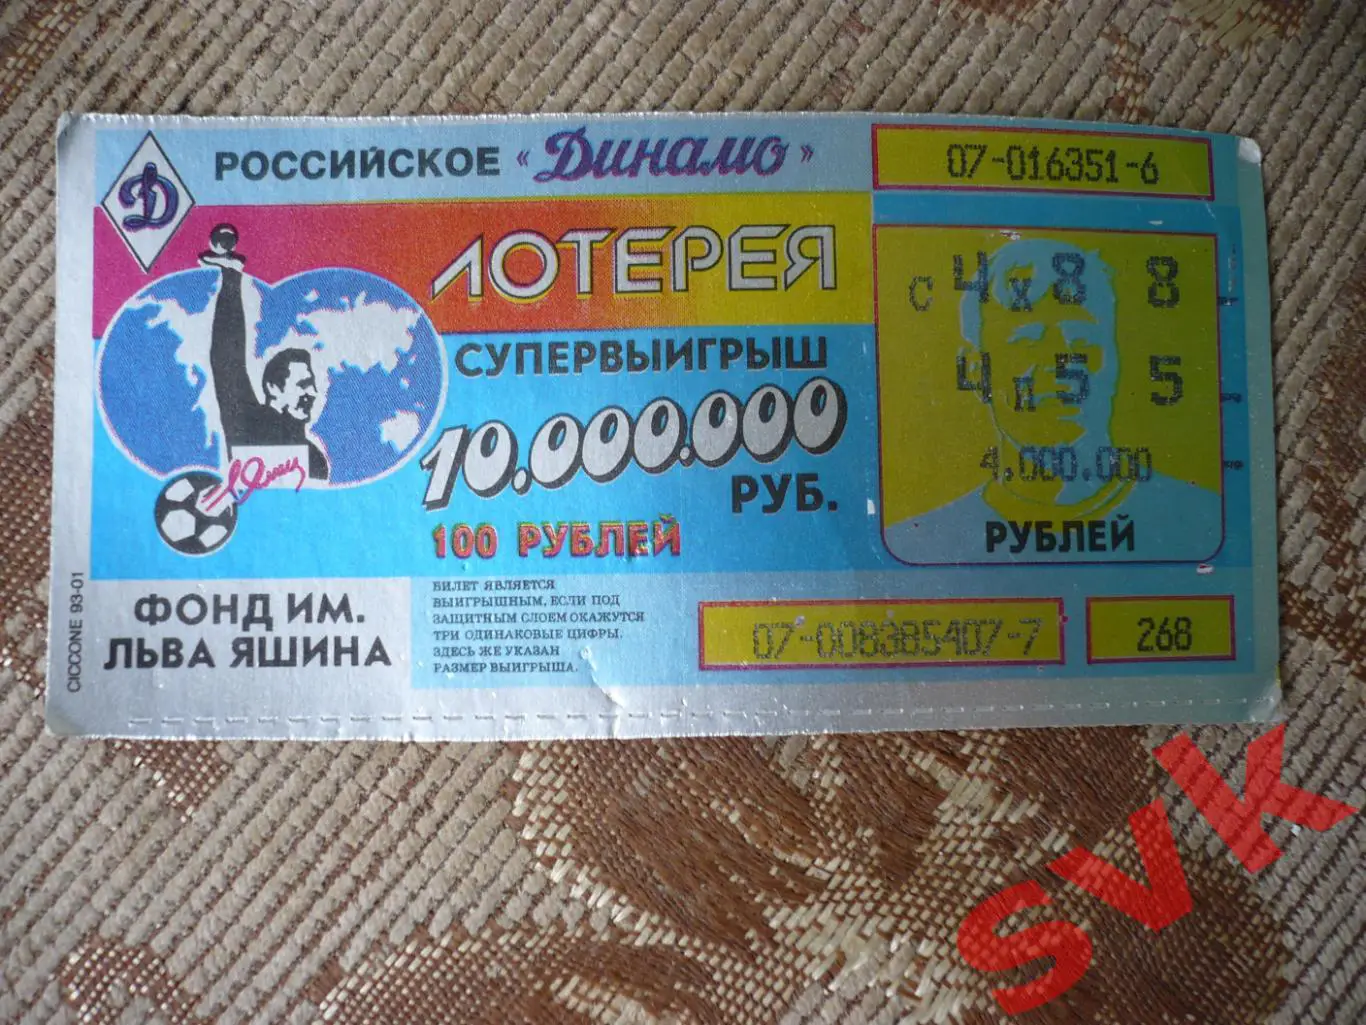 Д
РОССИЙСКОЕ «Динамо»
07-016351-6
ЛОТЕРЕЯ
С 4 Х 8 8
СУПЕРВЫИГРЫШ
4 П 5 5
10.000.000
РУБ.
4.000.000
РУБЛЕЙ
100 РУБЛЕЙ
Л.Яшин
CICCONE 93-01
ФОНД ИМ.
ЛЬВА ЯШИНА
БИЛЕТ ЯВЛЯЕТСЯ
ВЫИГРЫШНЫМ, ЕСЛИ ПОД
ЗАЩИТНЫМ СЛОЕМ ОКАЖУТСЯ
ТРИ ОДИНАКОВЫЕ ЦИФРЫ.
ЗДЕСЬ ЖЕ УКАЗАН
РАЗМЕР ВЫИГРЫША.
07-008385407-7
268
SVK